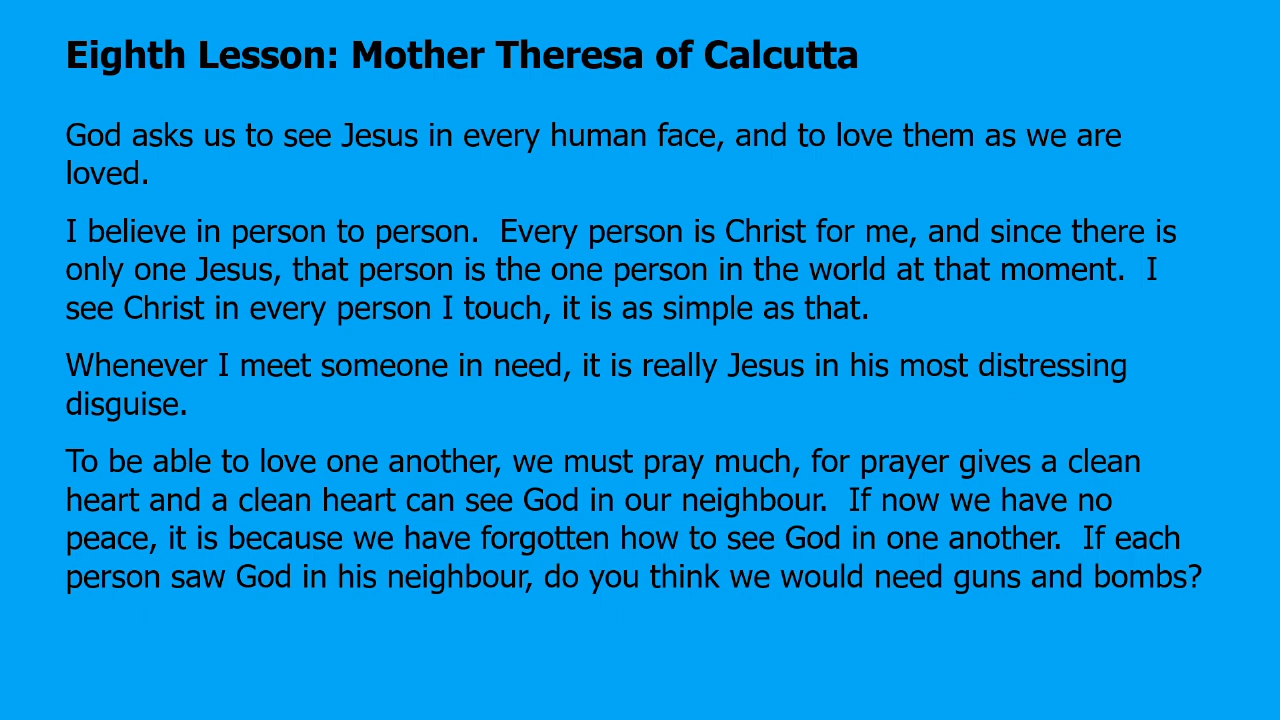 Eighth Lesson: Mother Theresa of Calcutta
God asks us to see Jesus in every human face, and to love them as we are
loved.
I believe in person to person.  Every person is Christ for me, and since there is
only one Jesus, that person is the one person in the world at that moment.  I
see Christ in every person I touch, it is as simple as that.
Whenever I meet someone in need, it is really Jesus in his most distressing
disguise.
To be able to love one another, we must pray much, for prayer gives a clean
heart and a clean heart can see God in our neighbour.  If now we have no
peace, it is because we have forgotten how to see God in one another.  If each
person saw God in his neighbour, do you think we would need guns and bombs?